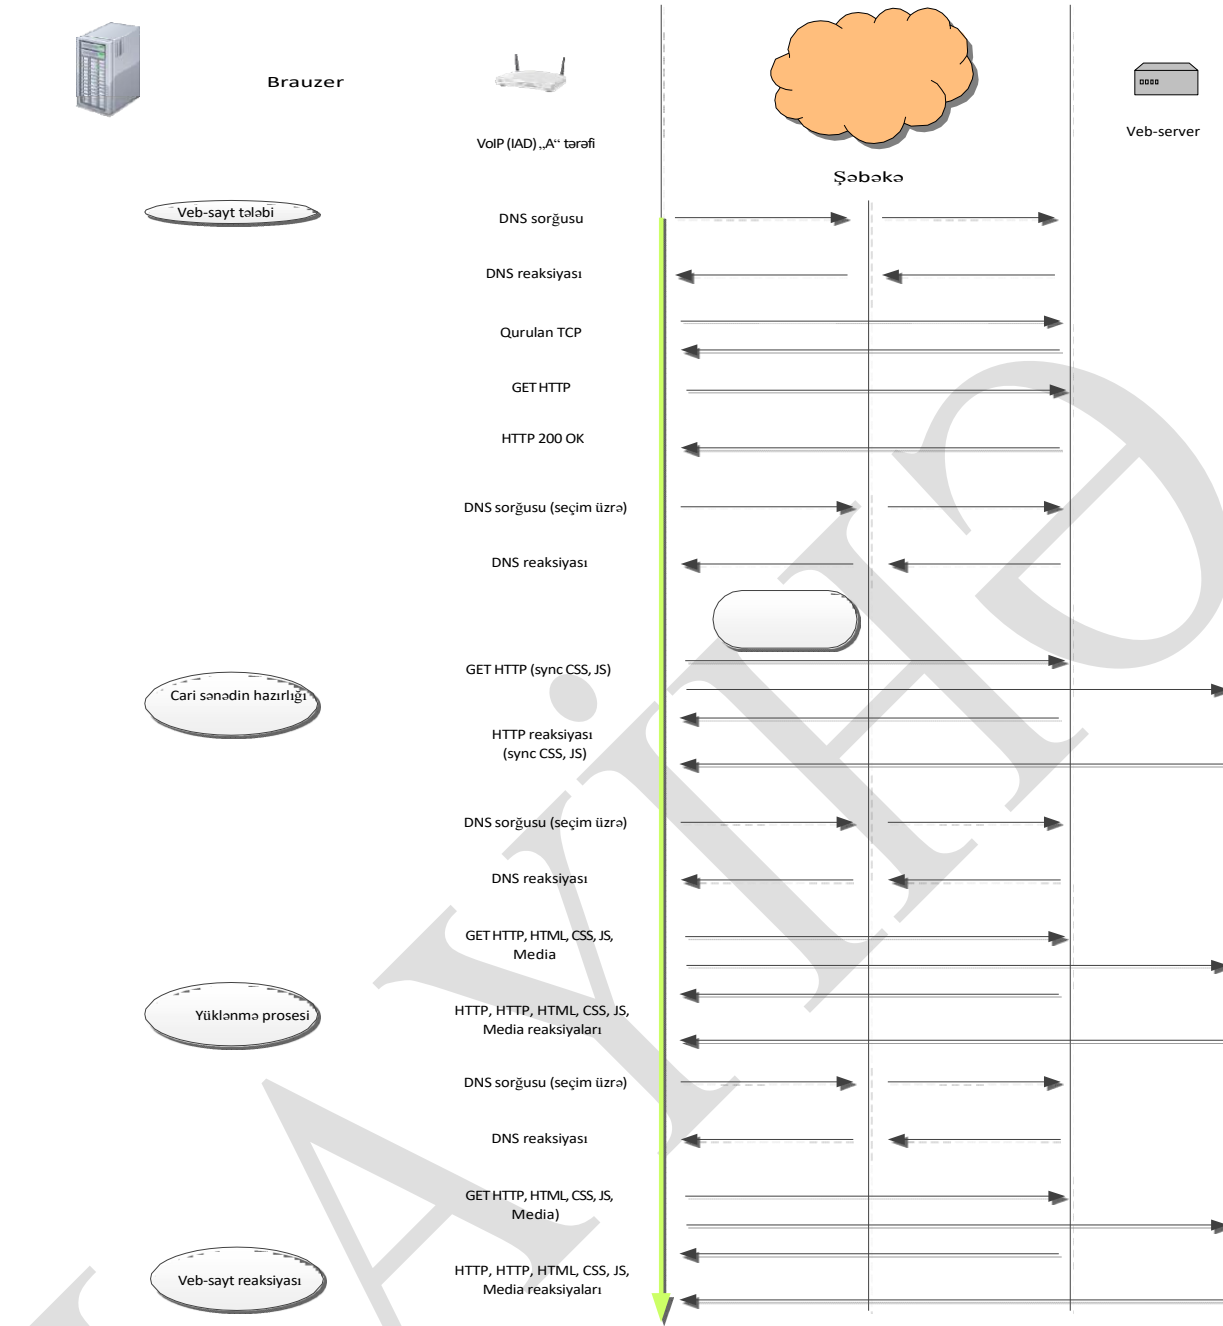 Brauzer
VoIP (IAD) „A“ tərəfi
Şəbəkə
Veb-server
Veb-sayt tələbi
DNS sorğusu
DNS reaksiyası
Qurulan TCP
GET HTTP
HTTP 200 OK
DNS sorğusu (seçim üzrə)
DNS reaksiyası
GET HTTP (sync CSS, JS)
Cari sənədin hazırlığı
HTTP reaksiyası
(sync CSS, JS)
DNS sorğusu (seçim üzrə)
DNS reaksiyası
GET HTTP, HTML, CSS, JS,
Media
Yüklənmə prosesi
HTTP, HTTP, HTML, CSS, JS,
Media reaksiyaları
DNS sorğusu (seçim üzrə)
DNS reaksiyası
GET HTTP, HTML, CSS, JS,
Media)
Veb-sayt reaksiyası
HTTP, HTTP, HTML, CSS, JS,
Media reaksiyaları
LAYİHƏ